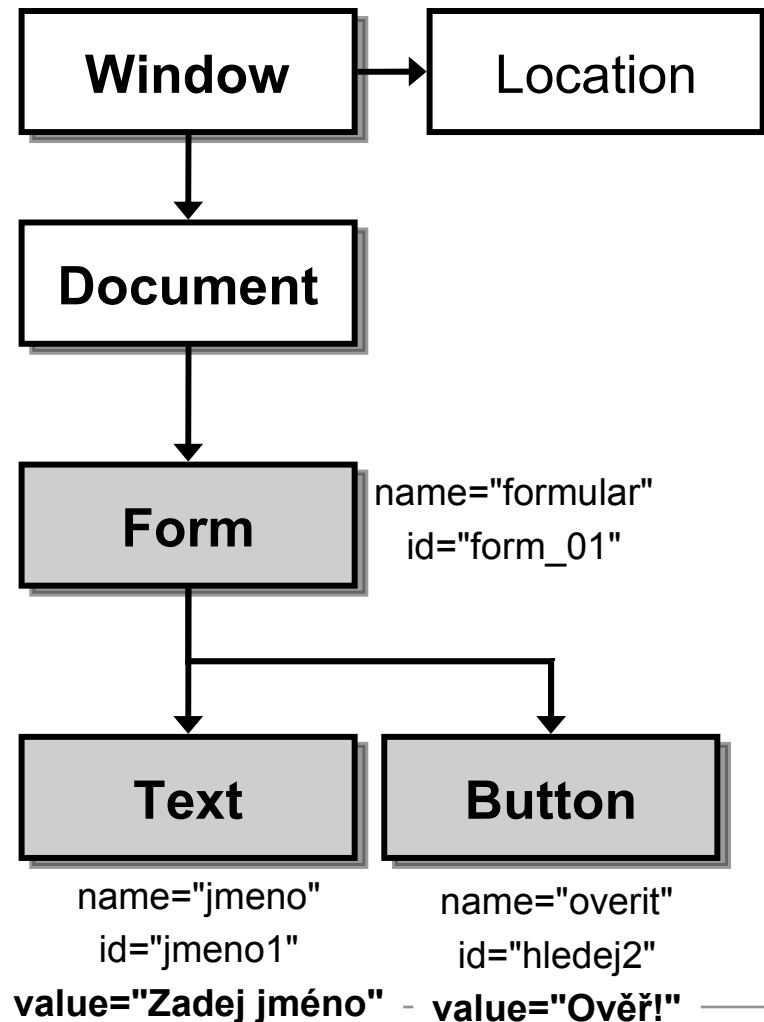 Window
Location
Document
Form
name="formular"
id="form_01"
Text
name="jmeno"
id="jmeno1"
value="Zadej jméno"
Button
name="overit"
id="hledej2"
value="Ověř!"